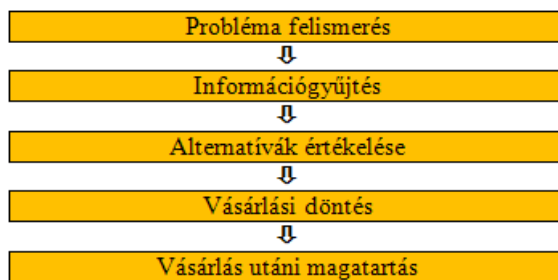 Probléma felismerés
Információgyűjtés
Alternatívák értékelése
Vásárlási döntés
Vásárlás utáni magatartás